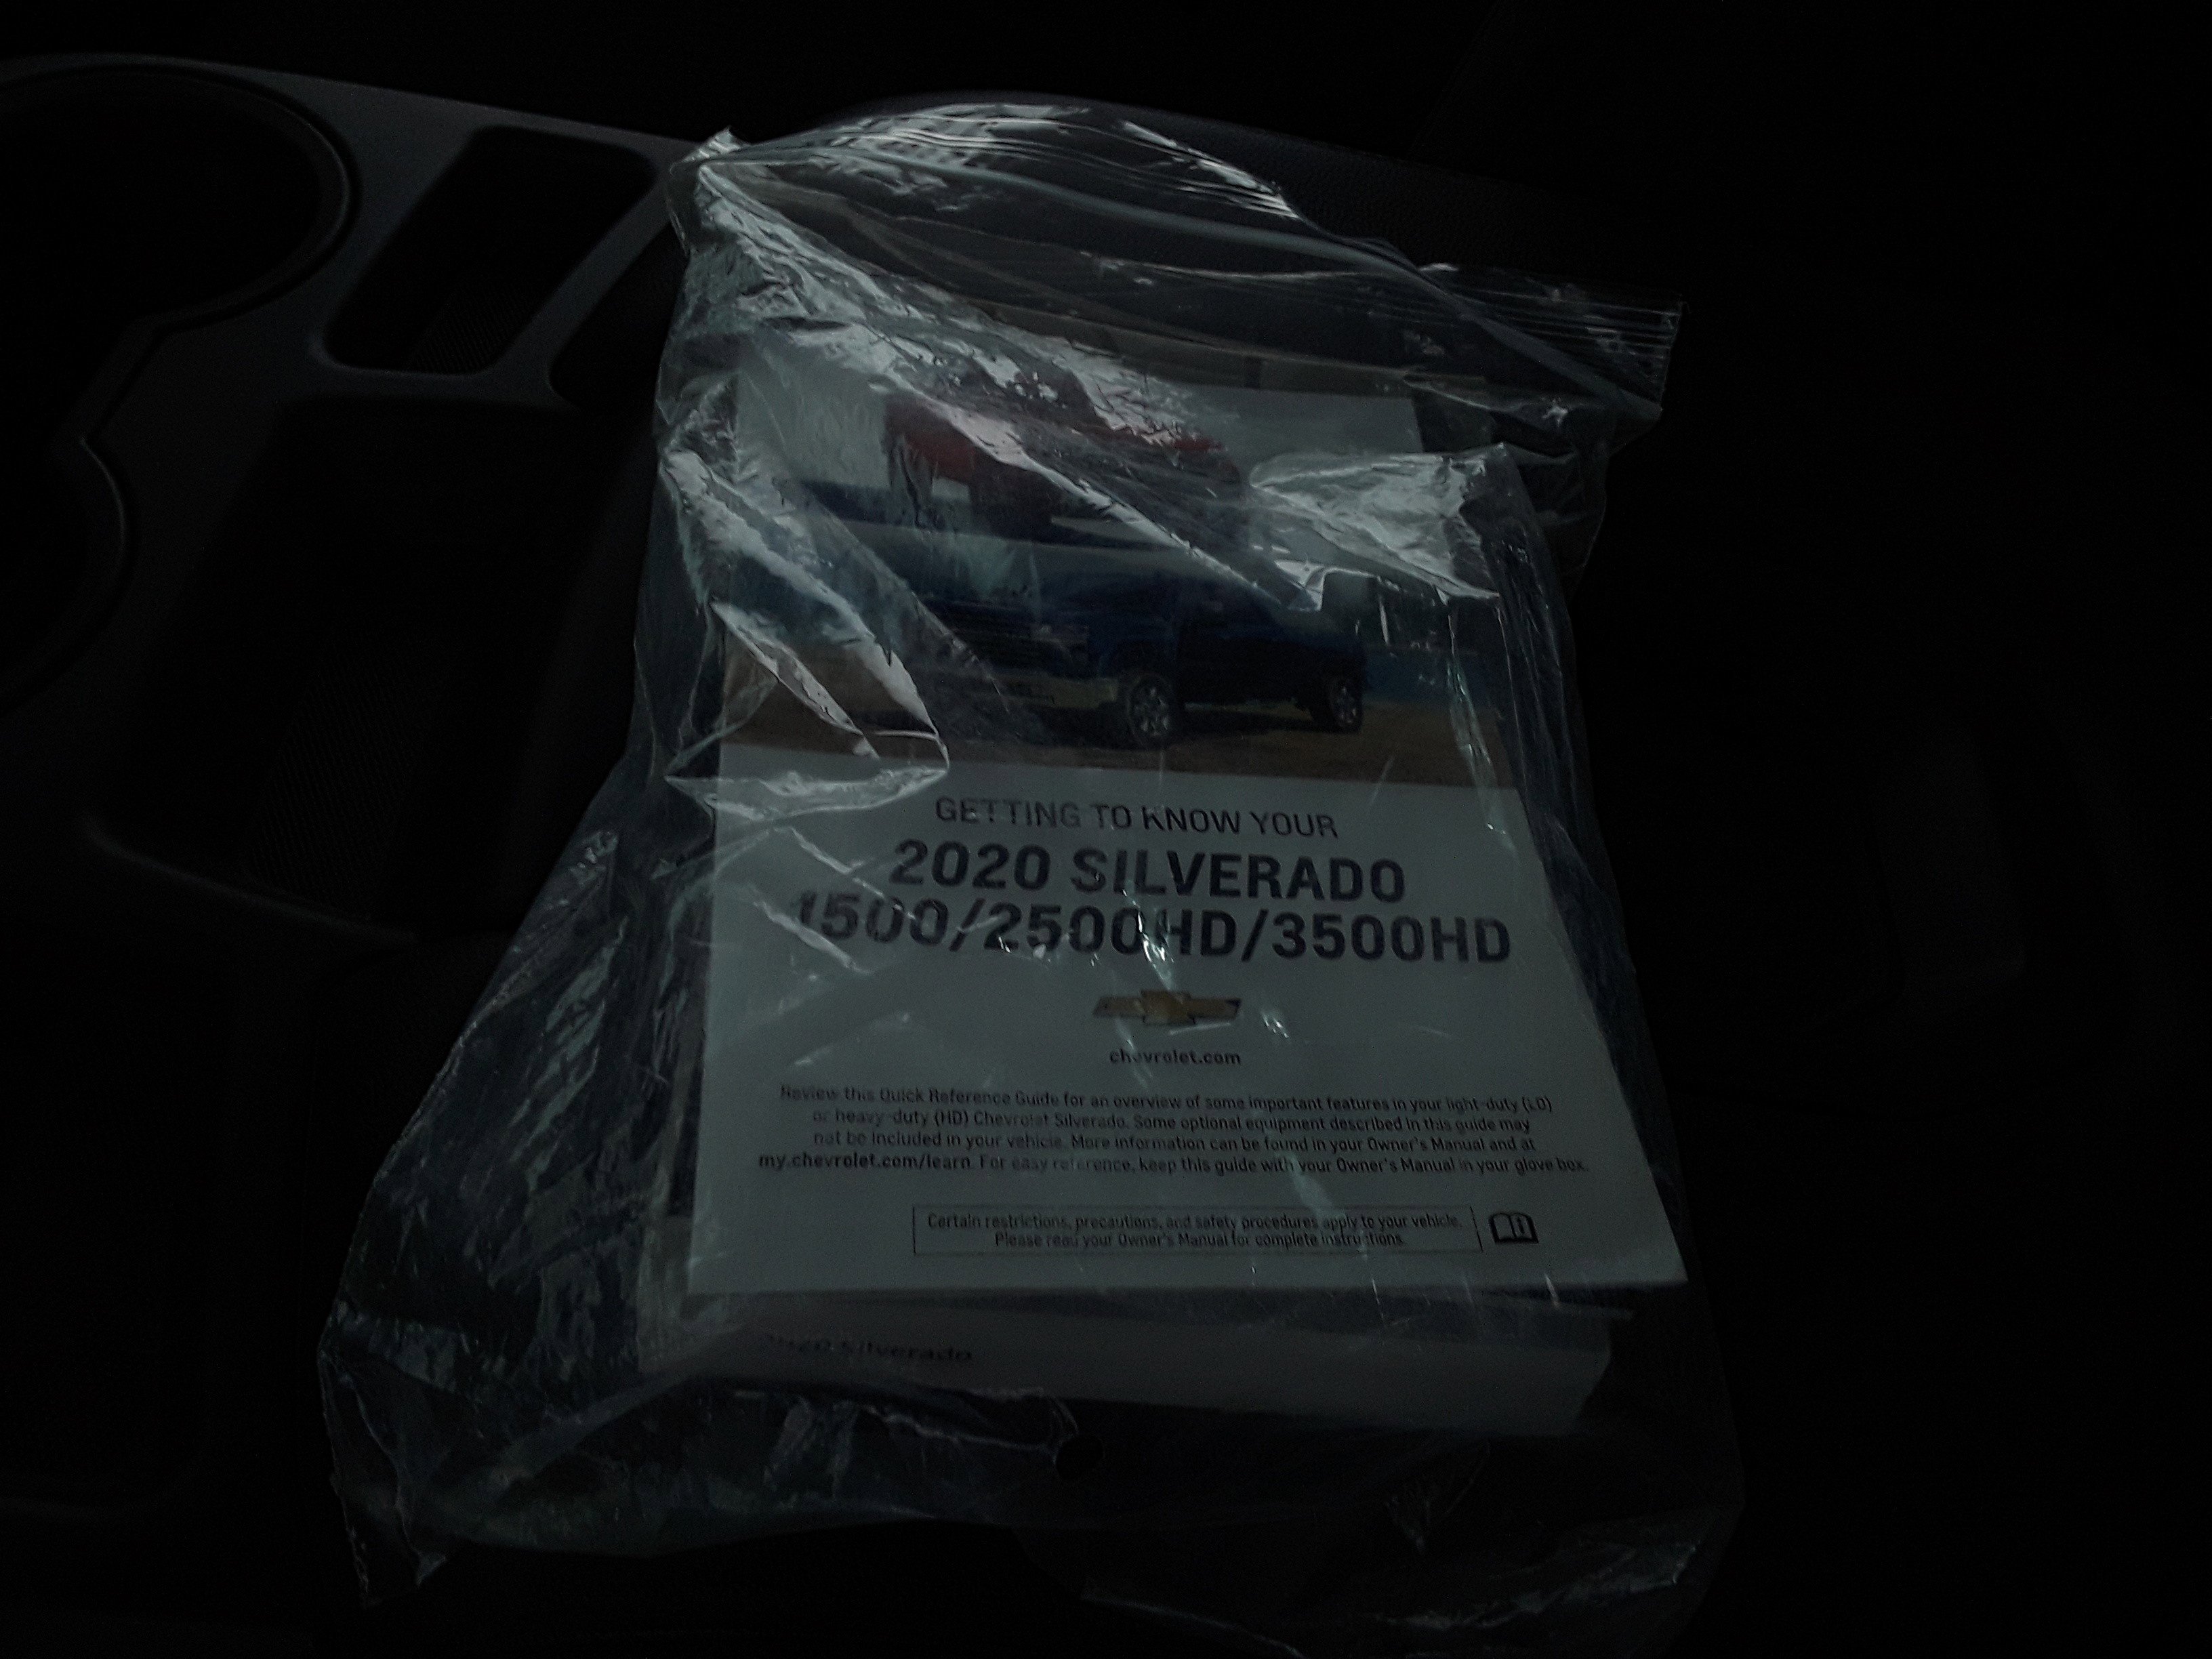 GETTING TO KNOW YOUR
2020 SILVERADO
1500/2500HD/3500HD
chevrolet.com
Review this Quick Reference Guide for an overview of some important features in your light-duty (LD)
or heavy-duty (HD) Chevrolet Silverado. Some optional equipment described in this guide may
not be included in your vehicle. More information can be found in your Owner's Manual and at
my.chevrolet.com/learn. For easy reference, keep this guide with your Owner's Manual in your glove box.
Certain restrictions, precautions, and safety procedures apply to your vehicle.
Please read your Owner's Manual for complete instructions.
2020 Silverado